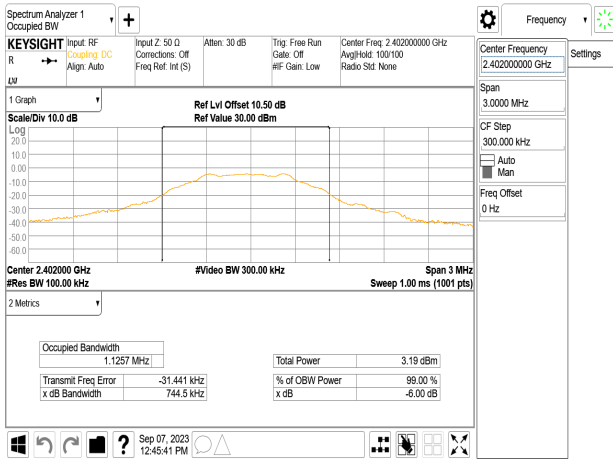 Spectrum Analyzer 1
Occupied BW
KEYSIGHT
R
LXI
Input: RF
Coupling: DC
Align: Auto
Input Z: 50 Ω
Corrections: Off
Freq Ref: Int (S)
Atten: 30 dB
Trig: Free Run
Gate: Off
#IF Gain: Low
Center Freq: 2.402000000 GHz
Avg|Hold: 100/100
Radio Std: None
1 Graph
Scale/Div 10.0 dB
Ref Lvl Offset 10.50 dB
Ref Value 30.00 dBm
Log
20.0
10.0
0.00
-10.0
-20.0
-30.0
-40.0
-50.0
-60.0
Center 2.402000 GHz
#Res BW 100.00 kHz
#Video BW 300.00 kHz
Span 3 MHz
Sweep 1.00 ms (1001 pts)
2 Metrics
Occupied Bandwidth
1.1257 MHz
Total Power 3.19 dBm
Transmit Freq Error -31.441 kHz
% of OBW Power 99.00 %
x dB Bandwidth 744.5 kHz
x dB -6.00 dB
?
Sep 07, 2023
12:45:41 PM
Frequency
Settings
Center Frequency
2.402000000 GHz
Span
3.0000 MHz
CF Step
300.000 kHz
Auto
Man
Freq Offset
0 Hz